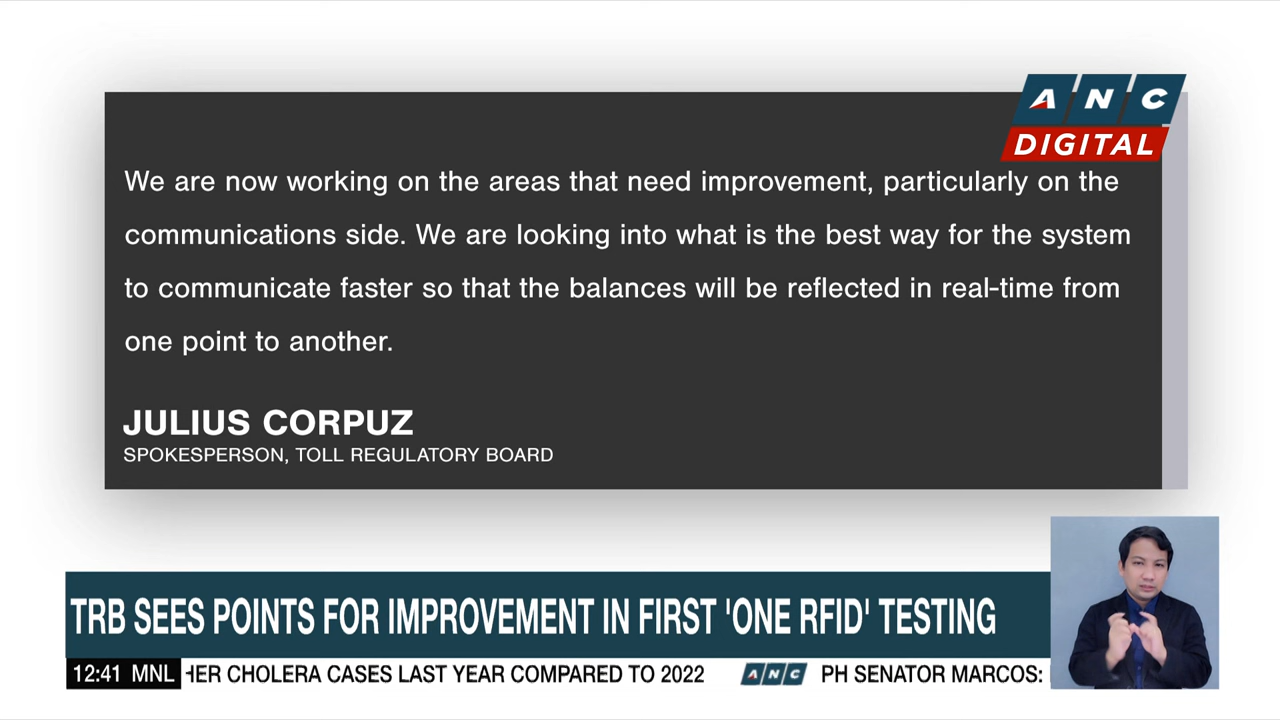 ANC
DIGITAL
We are now working on the areas that need improvement, particularly on the
communications side. We are looking into what is the best way for the system
to communicate faster so that the balances will be reflected in real-time from
one point to another.
JULIUS CORPUZ
SPOKESPERSON, TOLL REGULATORY BOARD
TRB SEES POINTS FOR IMPROVEMENT IN FIRST 'ONE RFID' TESTING
12:41 MNL CHOLERA CASES LAST YEAR COMPARED TO 2022 ANC PH SENATOR MARCOS: